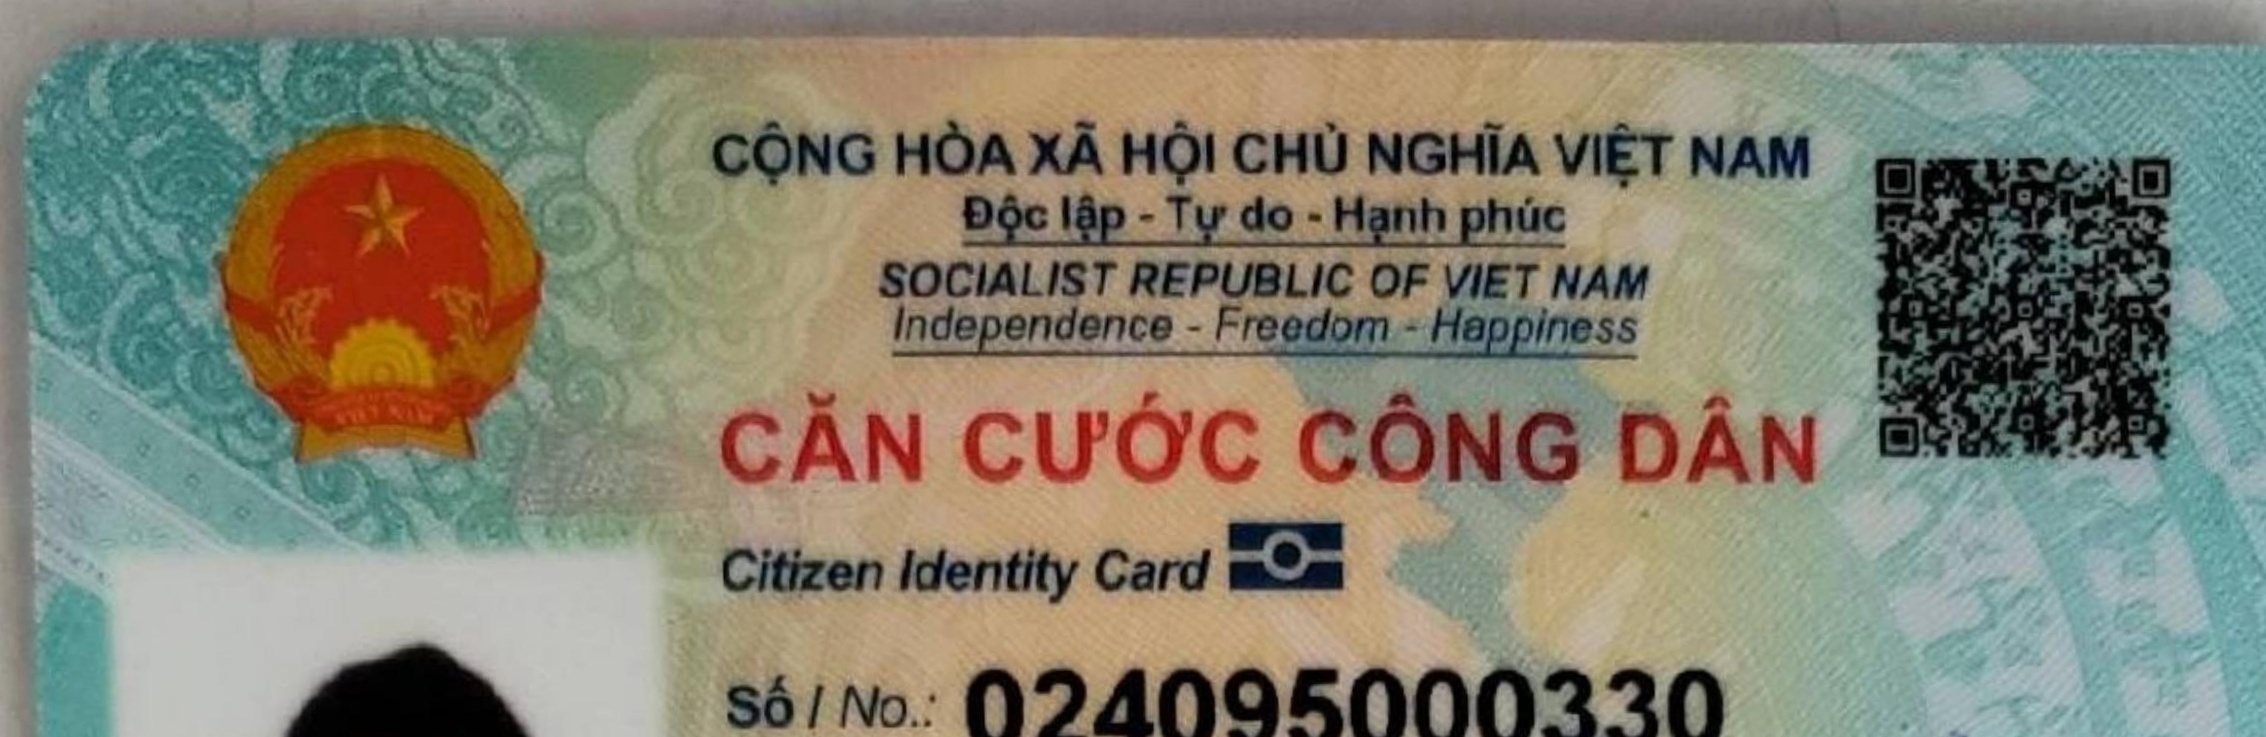 CỘNG HÒA XÃ HỘI CHỦ NGHĨA VIỆT NAM
Độc lập - Tự do - Hạnh phúc
SOCIALIST REPUBLIC OF VIET NAM
Independence - Freedom - Happiness
VIỆT NAM
CĂN CƯỚC CÔNG DÂN
Citizen Identity Card
Số / No.: 024095000330